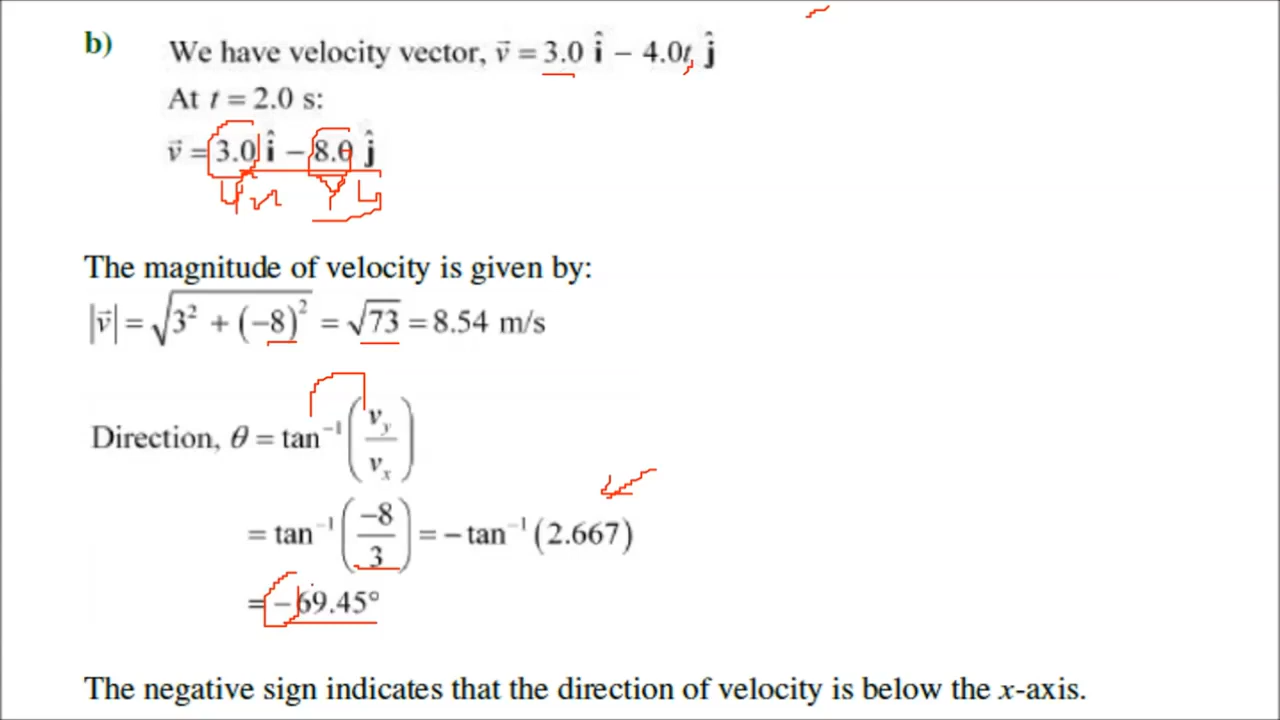 b) We have velocity vector, v⃗ = 3.0 î − 4.0t ĵ
At t = 2.0 s:
v⃗ = 3.0 î − 8.0 ĵ
The magnitude of velocity is given by:
|v⃗| = √(3² + (−8)²) = √73 = 8.54 m/s
Direction, θ = tan⁻¹(v_y / v_x)
= tan⁻¹(−8 / 3) = − tan⁻¹(2.667)
= −69.45°
The negative sign indicates that the direction of velocity is below the x-axis.